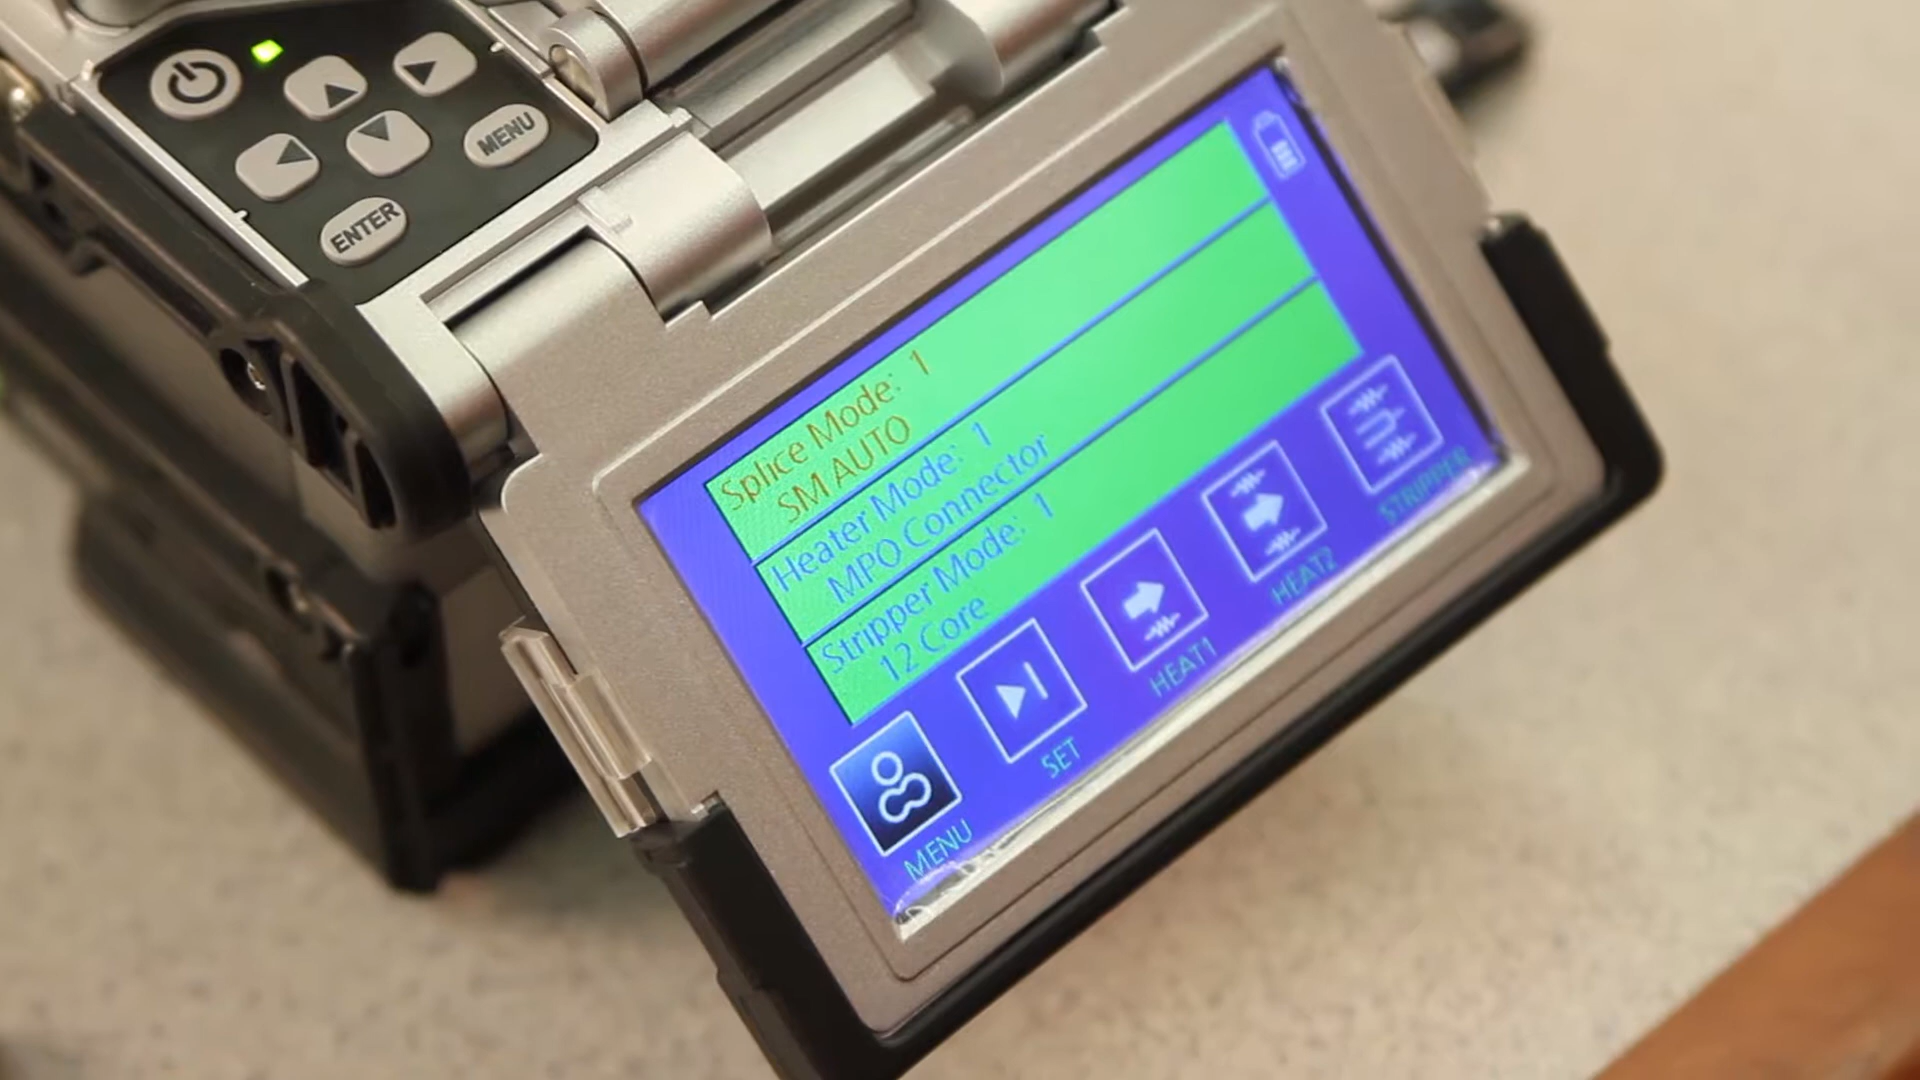 MENU
ENTER
Splice Mode: 1
SM AUTO
Heater Mode: 1
MPO Connector
Stripper Mode: 1
12 Core
MENU
SET
HEAT1
HEAT2
STRIPPER